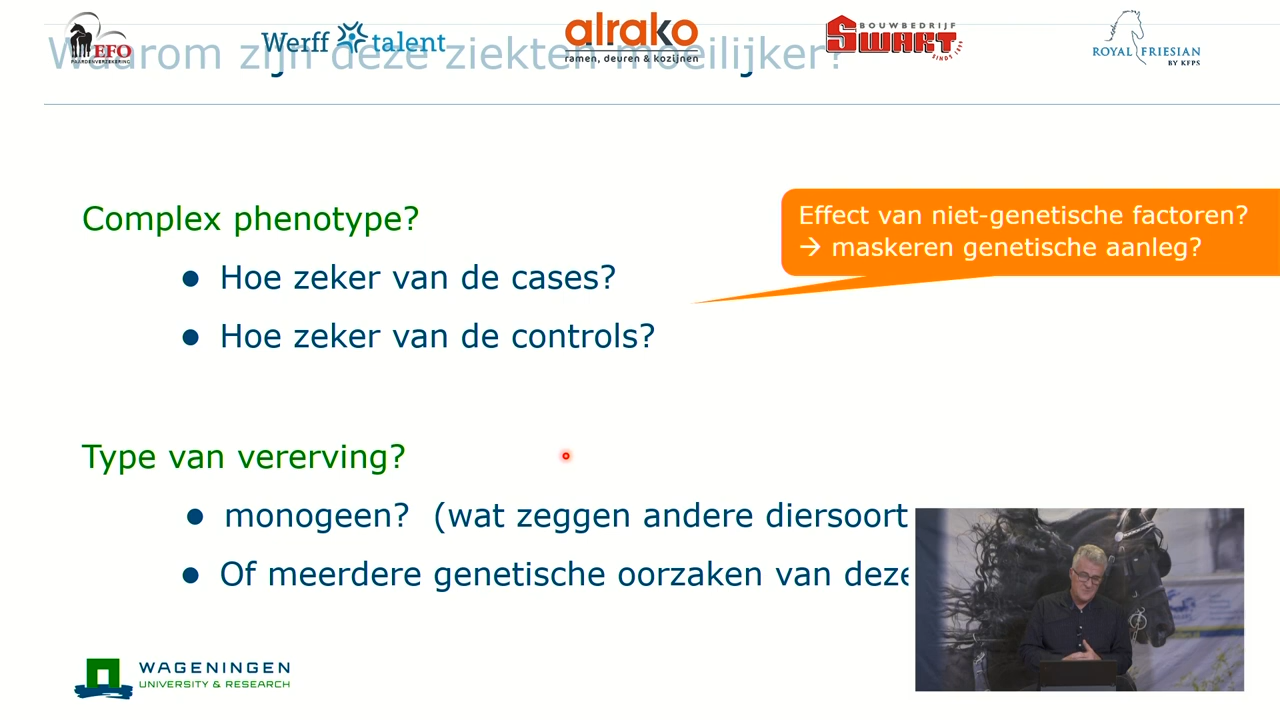 EFO
PAARDENVERZEKERING
Werff talent
alrako
ramen, deuren & kozijnen
BOUWBEDRIJF
SWART
SINDS
ROYAL FRIESIAN
BY KFPS
Waarom zijn deze ziekten moeilijker?
Complex phenotype?
Effect van niet-genetische factoren?
→ maskeren genetische aanleg?
● Hoe zeker van de cases?
● Hoe zeker van de controls?
Type van vererving?
● monogeen? (wat zeggen andere diersoort
● Of meerdere genetische oorzaken van deze
WAGENINGEN
UNIVERSITY & RESEARCH